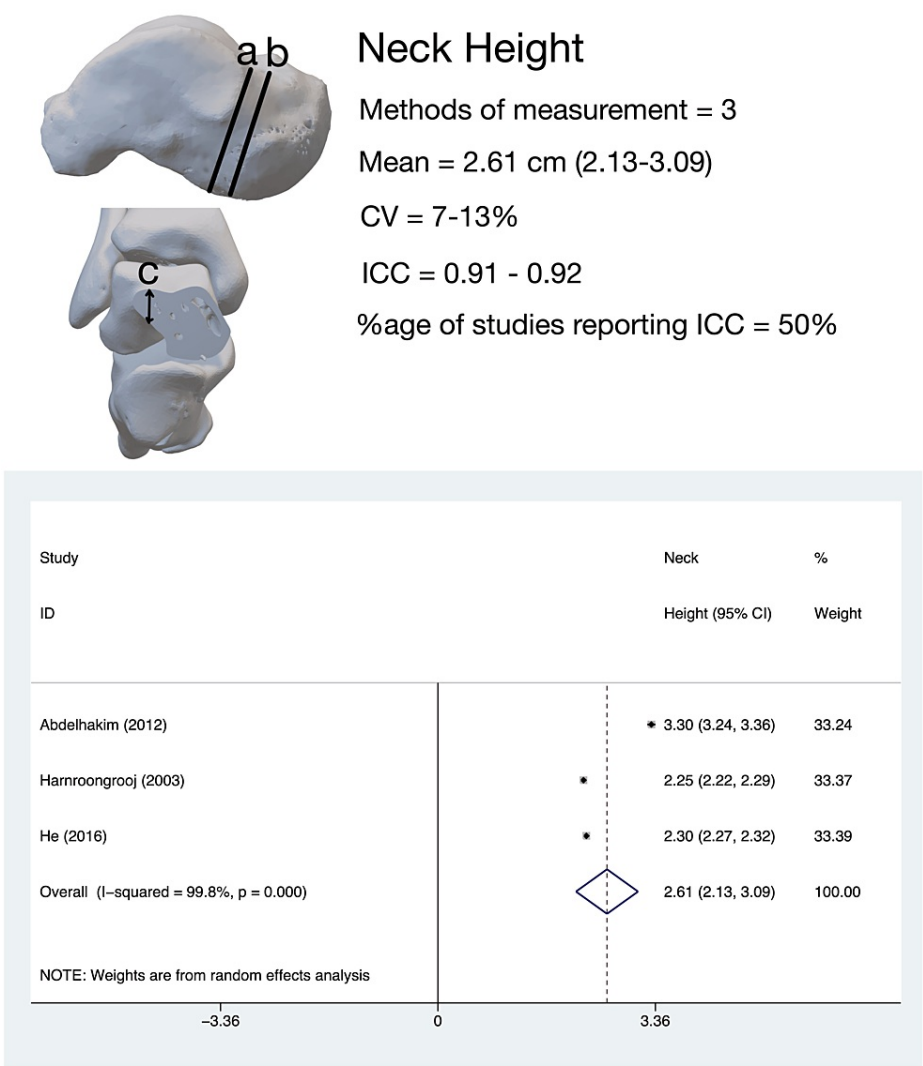 a b
Neck Height
Methods of measurement = 3
Mean = 2.61 cm (2.13-3.09)
CV = 7-13%
c
ICC = 0.91 - 0.92
%age of studies reporting ICC = 50%
Study Neck %
ID Height (95% CI) Weight
Abdelhakim (2012) 3.30 (3.24, 3.36) 33.24
Harnroongrooj (2003) 2.25 (2.22, 2.29) 33.37
He (2016) 2.30 (2.27, 2.32) 33.39
Overall (I−squared = 99.8%, p = 0.000) 2.61 (2.13, 3.09) 100.00
NOTE: Weights are from random effects analysis
−3.36 0 3.36